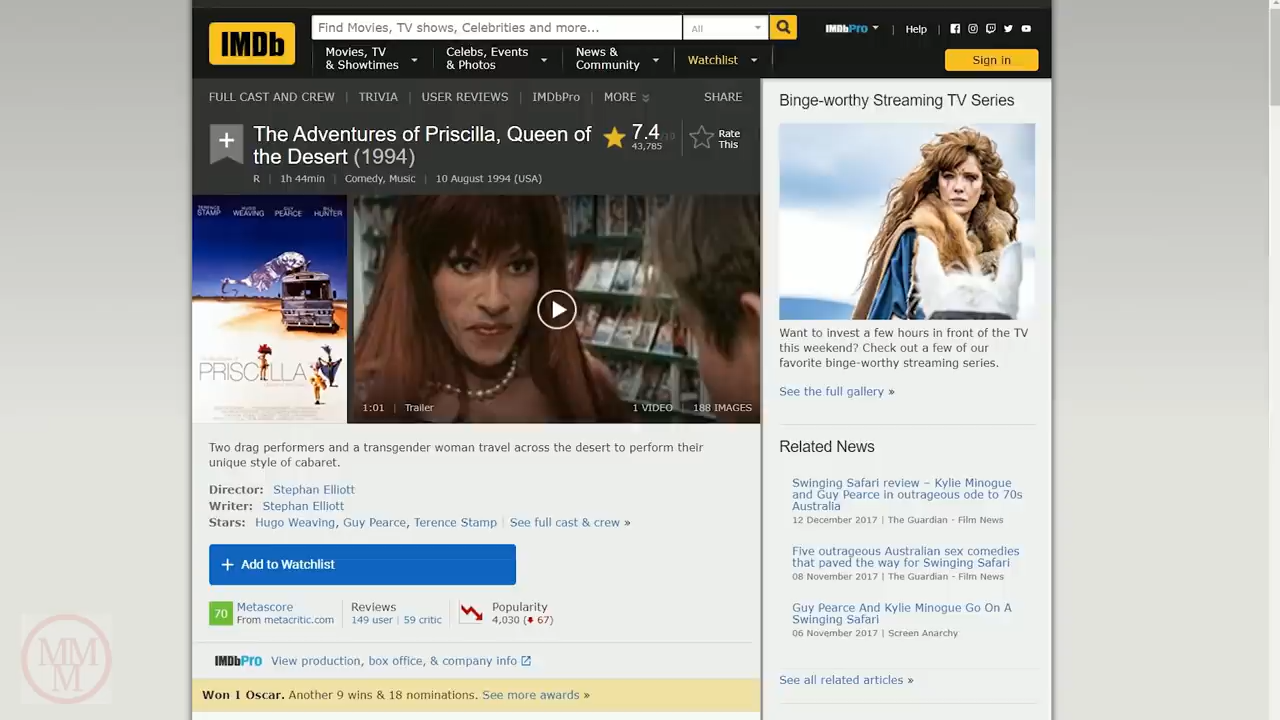 IMDb
Find Movies, TV shows, Celebrities and more...
All
IMDbPro
Help
Movies, TV
& Showtimes
Celebs, Events
& Photos
News &
Community
Watchlist
Sign in
FULL CAST AND CREW
TRIVIA
USER REVIEWS
IMDbPro
MORE
SHARE
The Adventures of Priscilla, Queen of
the Desert (1994)
7.4/10
43,785
Rate
This
R | 1h 44min | Comedy, Music | 10 August 1994 (USA)
TERENCE STAMP HUGO WEAVING GUY PEARCE BILL HUNTER
PRISCILLA
1:01 | Trailer
1 VIDEO | 188 IMAGES
Two drag performers and a transgender woman travel across the desert to perform their
unique style of cabaret.
Director: Stephan Elliott
Writer: Stephan Elliott
Stars: Hugo Weaving, Guy Pearce, Terence Stamp | See full cast & crew »
+ Add to Watchlist
70
Metascore
From metacritic.com
Reviews
149 user | 59 critic
Popularity
4,030 (⬇ 67)
IMDbPro View production, box office, & company info
Won 1 Oscar. Another 9 wins & 18 nominations. See more awards »
Binge-worthy Streaming TV Series
Want to invest a few hours in front of the TV
this weekend? Check out a few of our
favorite binge-worthy streaming series.
See the full gallery »
Related News
Swinging Safari review – Kylie Minogue
and Guy Pearce in outrageous ode to 70s
Australia
12 December 2017 | The Guardian - Film News
Five outrageous Australian sex comedies
that paved the way for Swinging Safari
08 November 2017 | The Guardian - Film News
Guy Pearce And Kylie Minogue Go On A
Swinging Safari
06 November 2017 | Screen Anarchy
See all related articles »
MMM